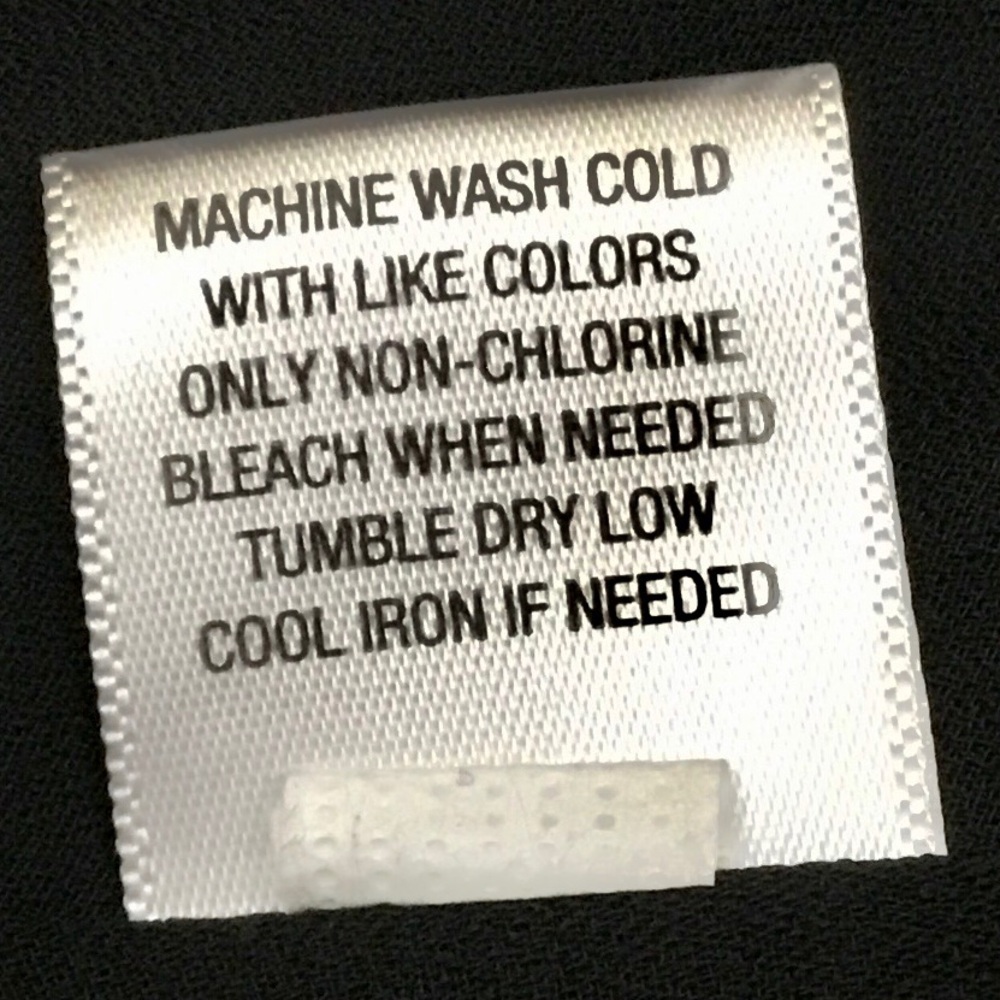 MACHINE WASH COLD
WITH LIKE COLORS
ONLY NON-CHLORINE
BLEACH WHEN NEEDED
TUMBLE DRY LOW
COOL IRON IF NEEDED